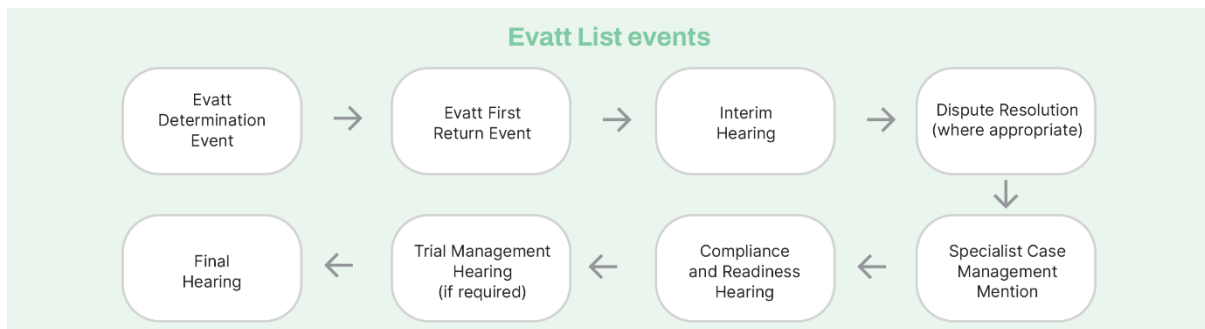 Evatt List events
Evatt
Determination
Event
Evatt First
Return Event
Interim
Hearing
Dispute Resolution
(where appropriate)
Specialist Case
Management
Mention
Compliance
and Readiness
Hearing
Trial Management
Hearing
(if required)
Final
Hearing